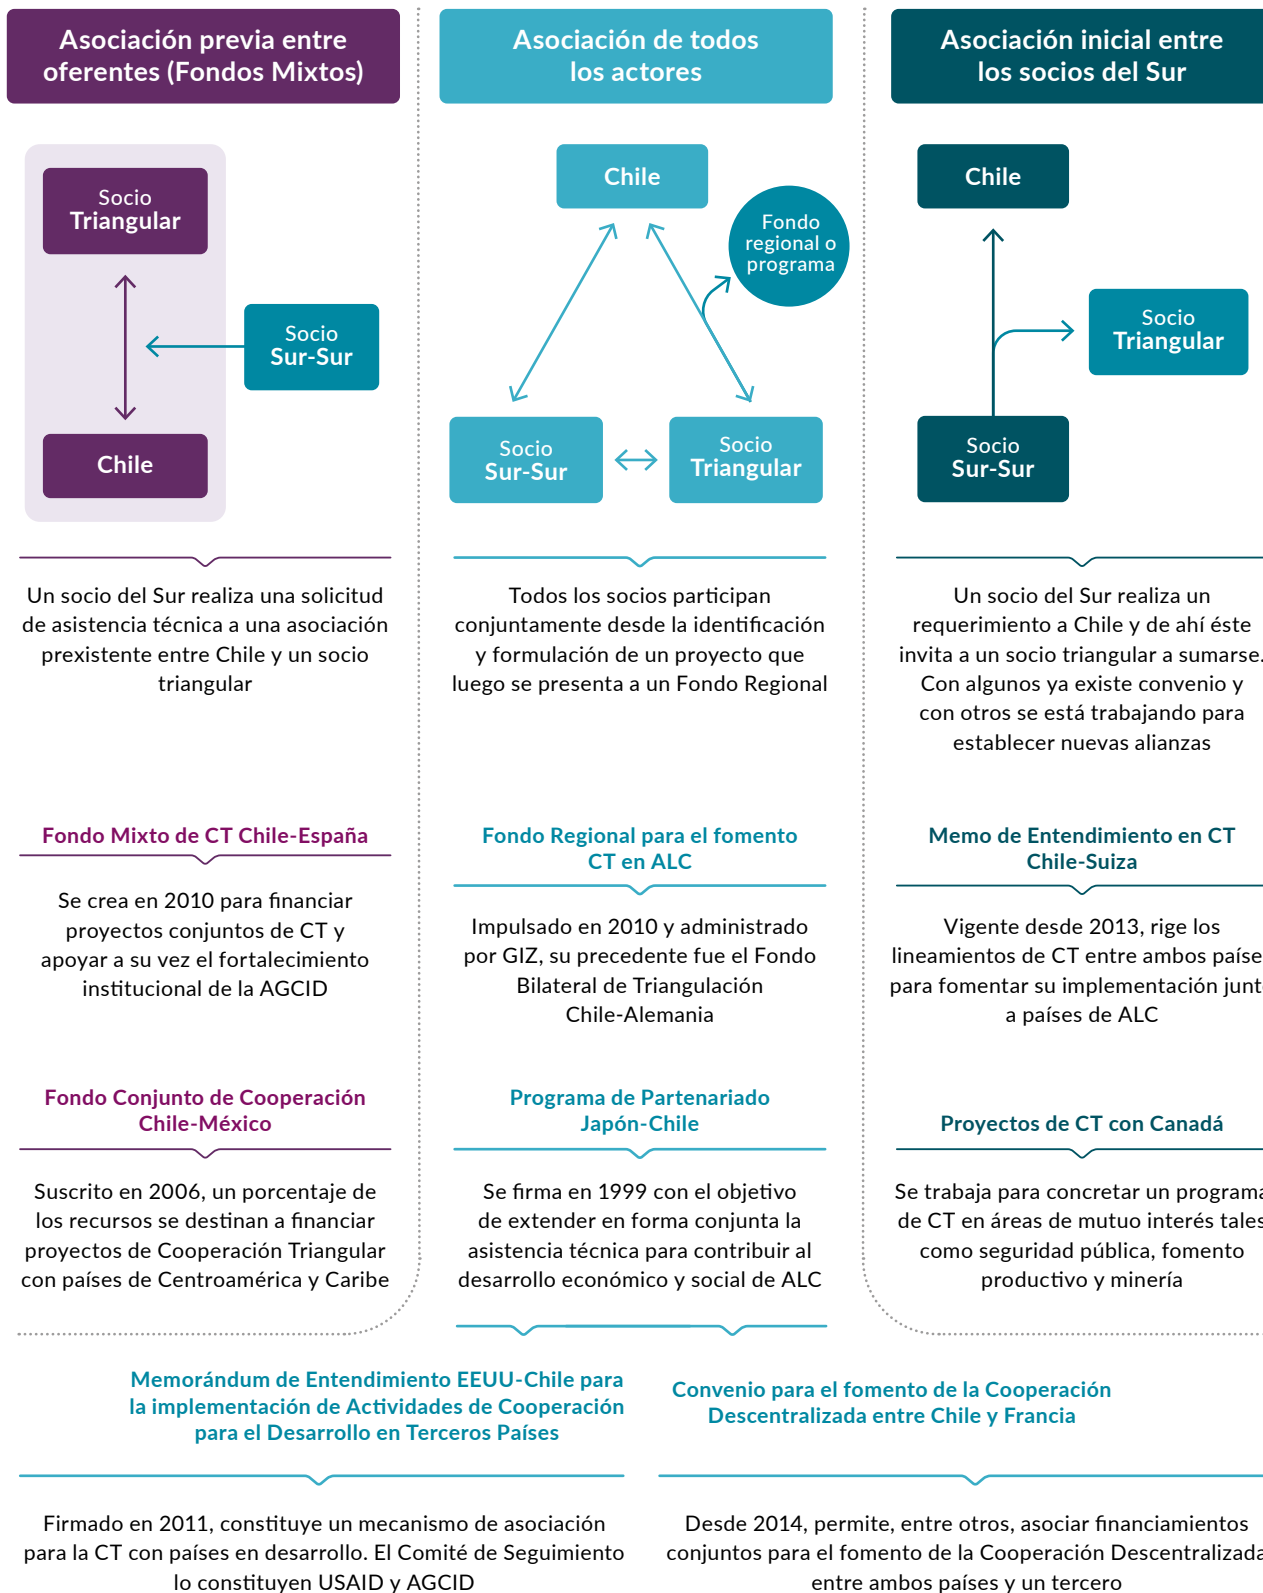 Asociación previa entre
oferentes (Fondos Mixtos)
Socio
Triangular
Socio
Sur-Sur
Chile
Un socio del Sur realiza una solicitud
de asistencia técnica a una asociación
prexistente entre Chile y un socio
triangular
Fondo Mixto de CT Chile-España
Se crea en 2010 para financiar
proyectos conjuntos de CT y
apoyar a su vez el fortalecimiento
institucional de la AGCID
Fondo Conjunto de Cooperación
Chile-México
Suscrito en 2006, un porcentaje de
los recursos se destinan a financiar
proyectos de Cooperación Triangular
con países de Centroamérica y Caribe
Asociación de todos
los actores
Chile
Fondo
regional o
programa
Socio
Sur-Sur
Socio
Triangular
Todos los socios participan
conjuntamente desde la identificación
y formulación de un proyecto que
luego se presenta a un Fondo Regional
Fondo Regional para el fomento
CT en ALC
Impulsado en 2010 y administrado
por GIZ, su precedente fue el Fondo
Bilateral de Triangulación
Chile-Alemania
Programa de Partenariado
Japón-Chile
Se firma en 1999 con el objetivo
de extender en forma conjunta la
asistencia técnica para contribuir al
desarrollo económico y social de ALC
Asociación inicial entre
los socios del Sur
Chile
Socio
Triangular
Socio
Sur-Sur
Un socio del Sur realiza un
requerimiento a Chile y de ahí éste
invita a un socio triangular a sumarse.
Con algunos ya existe convenio y
con otros se está trabajando para
establecer nuevas alianzas
Memo de Entendimiento en CT
Chile-Suiza
Vigente desde 2013, rige los
lineamientos de CT entre ambos paíse
para fomentar su implementación junt
a países de ALC
Proyectos de CT con Canadá
Se trabaja para concretar un programa
de CT en áreas de mutuo interés tales
como seguridad pública, fomento
productivo y minería
Memorándum de Entendimiento EEUU-Chile para
la implementación de Actividades de Cooperación
para el Desarrollo en Terceros Países
Firmado en 2011, constituye un mecanismo de asociación
para la CT con países en desarrollo. El Comité de Seguimiento
lo constituyen USAID y AGCID
Convenio para el fomento de la Cooperación
Descentralizada entre Chile y Francia
Desde 2014, permite, entre otros, asociar financiamientos
conjuntos para el fomento de la Cooperación Descentralizada
entre ambos países y un tercero